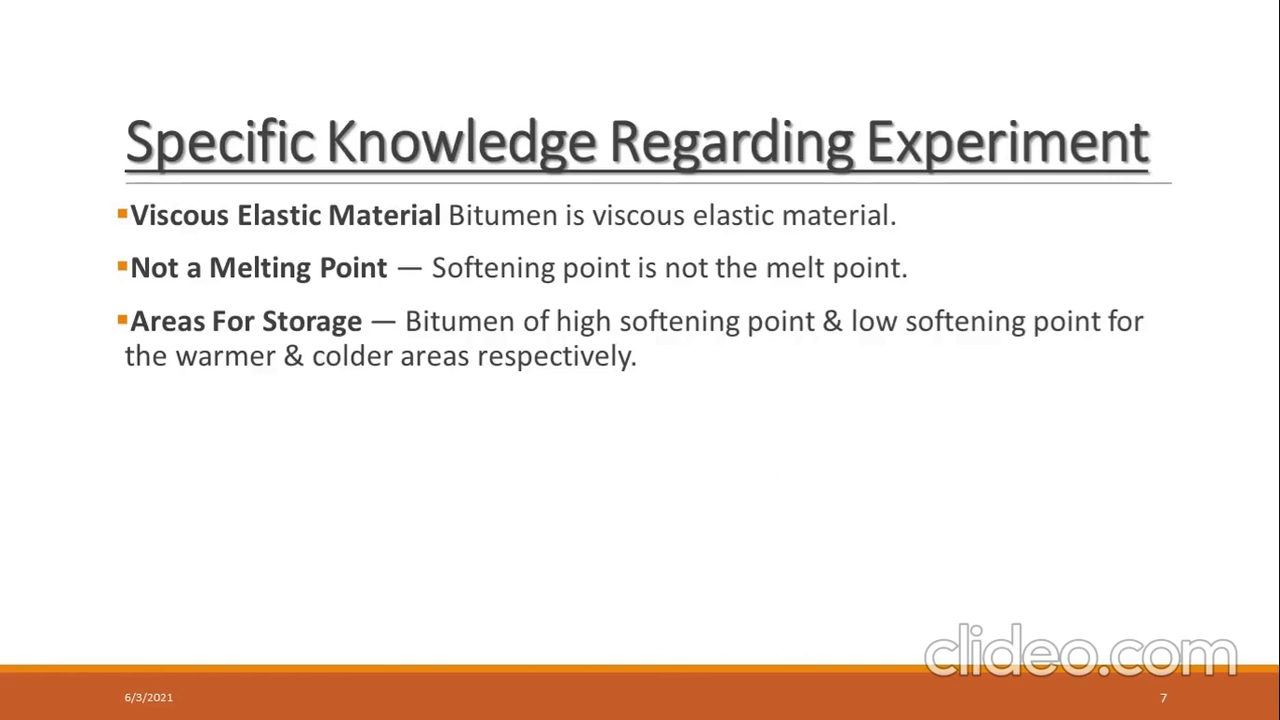 Specific Knowledge Regarding Experiment
▪Viscous Elastic Material Bitumen is viscous elastic material.
▪Not a Melting Point — Softening point is not the melt point.
▪Areas For Storage — Bitumen of high softening point & low softening point for
the warmer & colder areas respectively.
clideo.com
6/3/2021
7